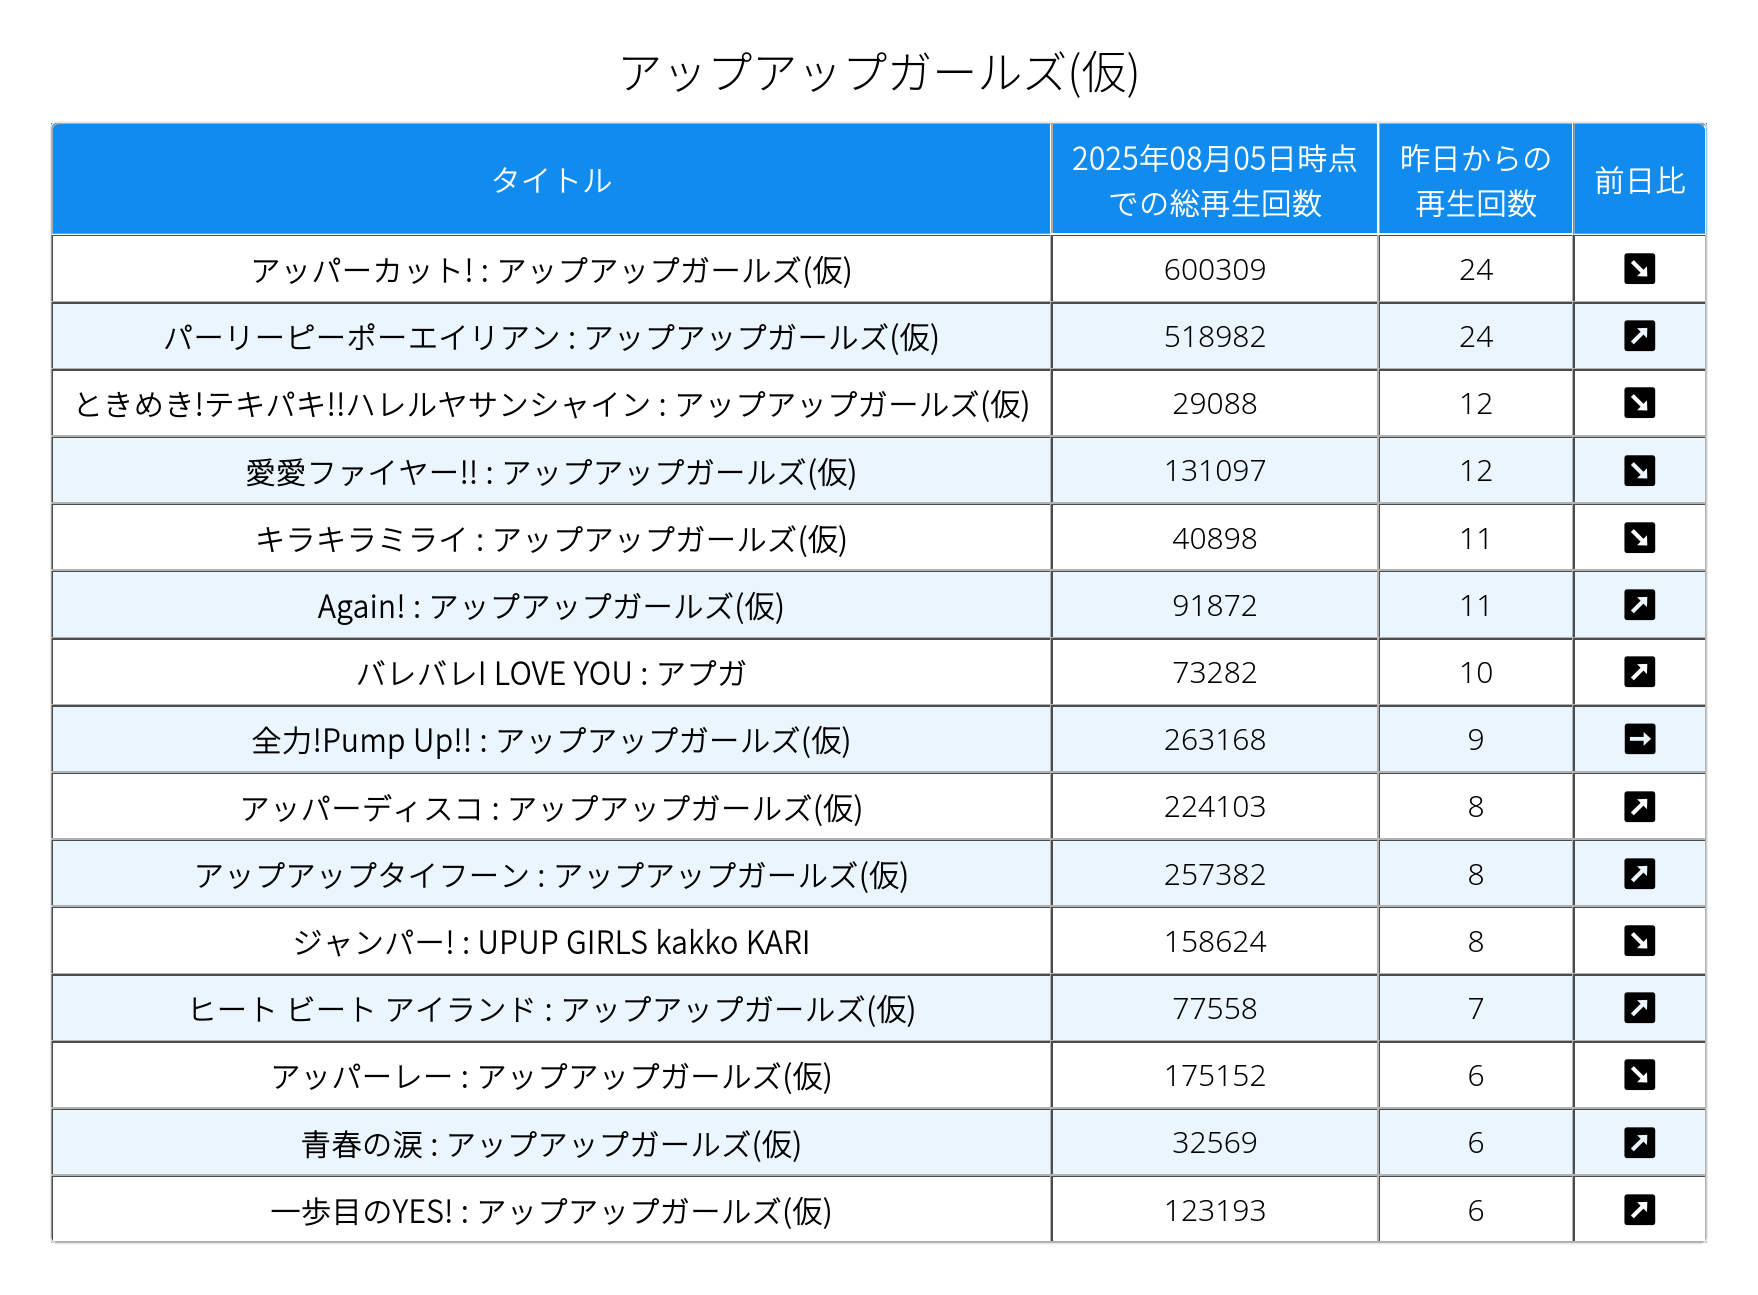 アップアップガールズ(仮)
タイトル 2025年08月05日時点での総再生回数 昨日からの再生回数 前日比
アッパーカット! : アップアップガールズ(仮) 600309 24 ↘
パーリーピーポーエイリアン : アップアップガールズ(仮) 518982 24 ↗
ときめき!テキパキ!!ハレルヤサンシャイン : アップアップガールズ(仮) 29088 12 ↘
愛愛ファイヤー!! : アップアップガールズ(仮) 131097 12 ↘
キラキラミライ : アップアップガールズ(仮) 40898 11 ↘
Again! : アップアップガールズ(仮) 91872 11 ↗
バレバレI LOVE YOU : アプガ 73282 10 ↗
全力!Pump Up!! : アップアップガールズ(仮) 263168 9 →
アッパーディスコ : アップアップガールズ(仮) 224103 8 ↗
アップアップタイフーン : アップアップガールズ(仮) 257382 8 ↗
ジャンパー! : UPUP GIRLS kakko KARI 158624 8 ↘
ヒート ビート アイランド : アップアップガールズ(仮) 77558 7 ↗
アッパーレー : アップアップガールズ(仮) 175152 6 ↘
青春の涙 : アップアップガールズ(仮) 32569 6 ↗
一歩目のYES! : アップアップガールズ(仮) 123193 6 ↗